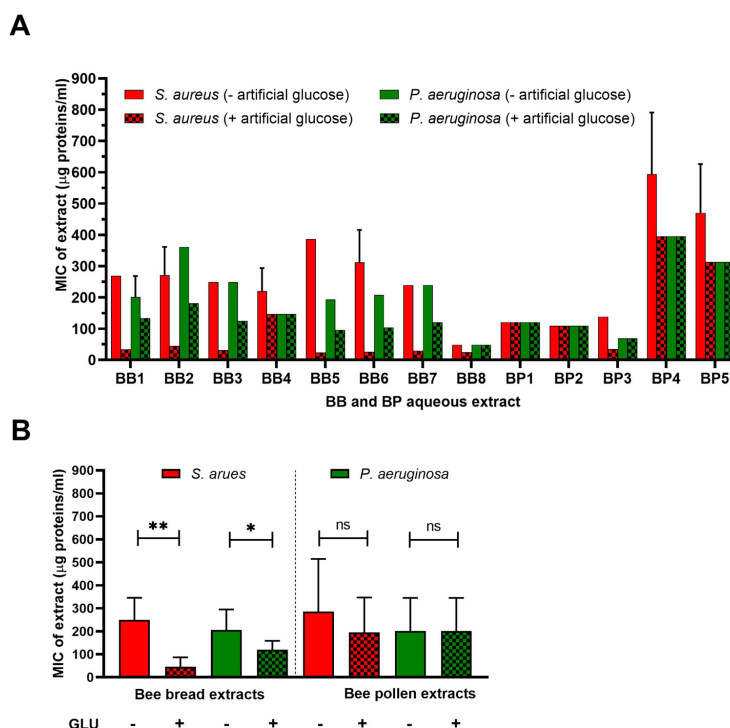 A
900
800
700
600
500
400
300
200
100
0
MIC of extract (µg proteins/ml)
S. aureus (- artificial glucose)
P. aeruginosa (- artificial glucose)
S. aureus (+ artificial glucose)
P. aeruginosa (+ artificial glucose)
BB1 BB2 BB3 BB4 BB5 BB6 BB7 BB8 BP1 BP2 BP3 BP4 BP5
BB and BP aqueous extract
B
900
800
700
600
500
400
300
200
100
0
MIC of extract (µg proteins/ml)
S. arues
P. aeruginosa
** * ns ns
Bee bread extracts Bee pollen extracts
GLU - + - + - + - +